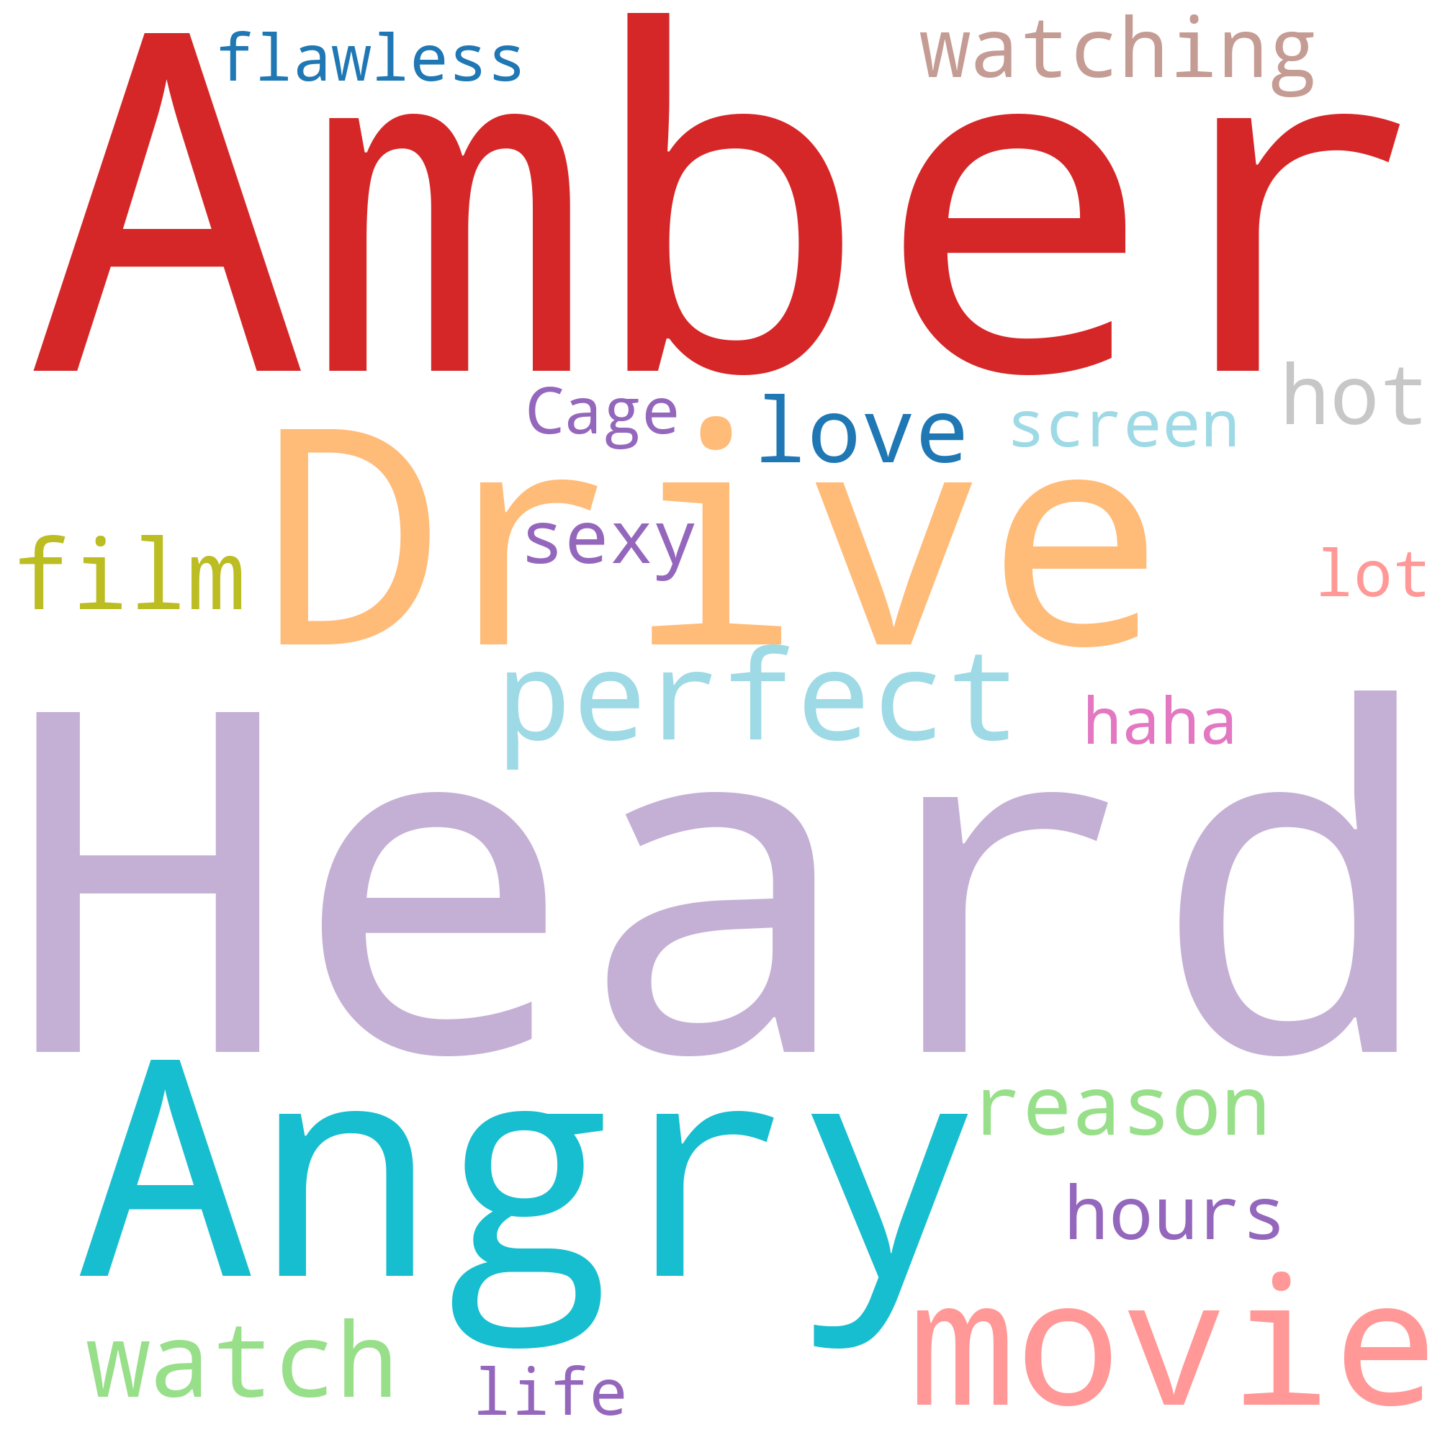 flawless
watching
Amber
Cage
love
screen
hot
Drive
sexy
film
lot
perfect
haha
Heard
Angry
reason
hours
movie
watch
life